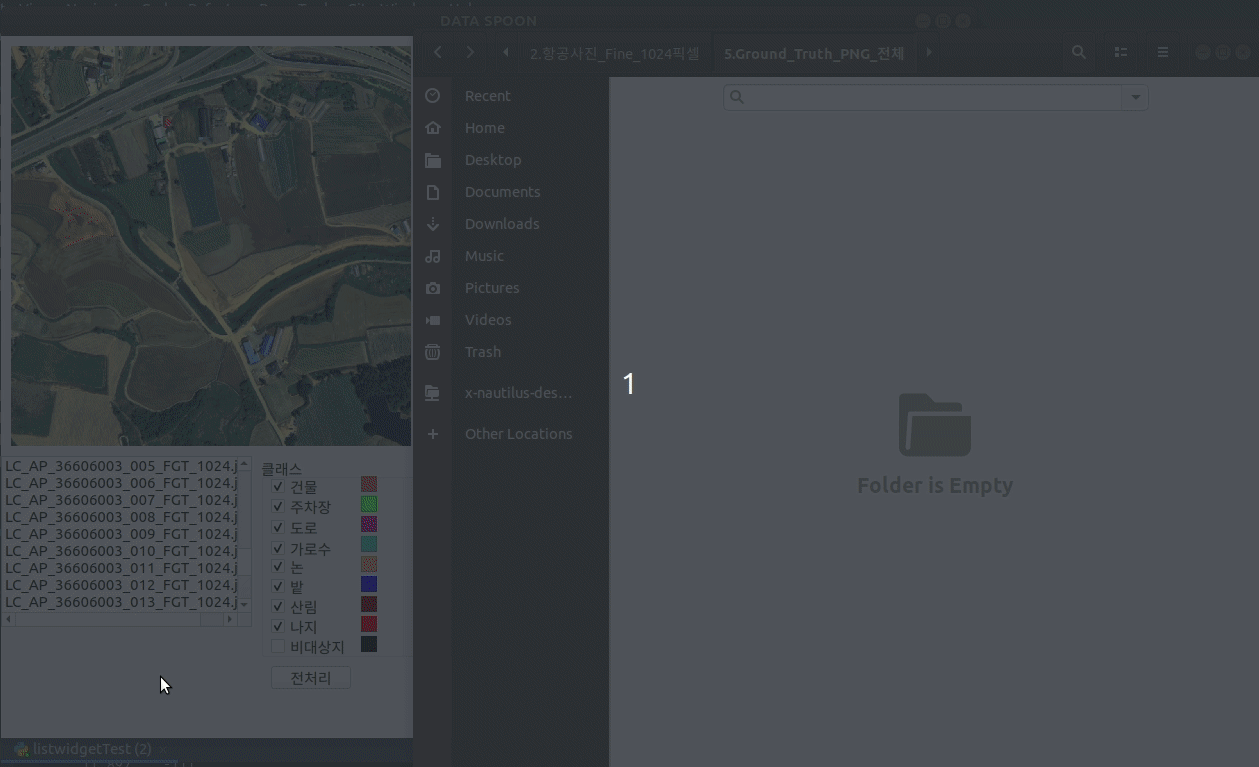 DATA SPOON
2.항공사진_Fine_1024픽셀
5.Ground_Truth_PNG_전체
Recent
Home
Desktop
Documents
Downloads
Music
Pictures
Videos
Trash
x-nautilus-des…
Other Locations
1
Folder is Empty
LC_AP_36606003_005_FGT_1024.j
LC_AP_36606003_006_FGT_1024.j
LC_AP_36606003_007_FGT_1024.j
LC_AP_36606003_008_FGT_1024.j
LC_AP_36606003_009_FGT_1024.j
LC_AP_36606003_010_FGT_1024.j
LC_AP_36606003_011_FGT_1024.j
LC_AP_36606003_012_FGT_1024.j
LC_AP_36606003_013_FGT_1024.j
클래스
건물
주차장
도로
가로수
논
밭
산림
나지
비대상지
전처리
listwidgetTest (2)